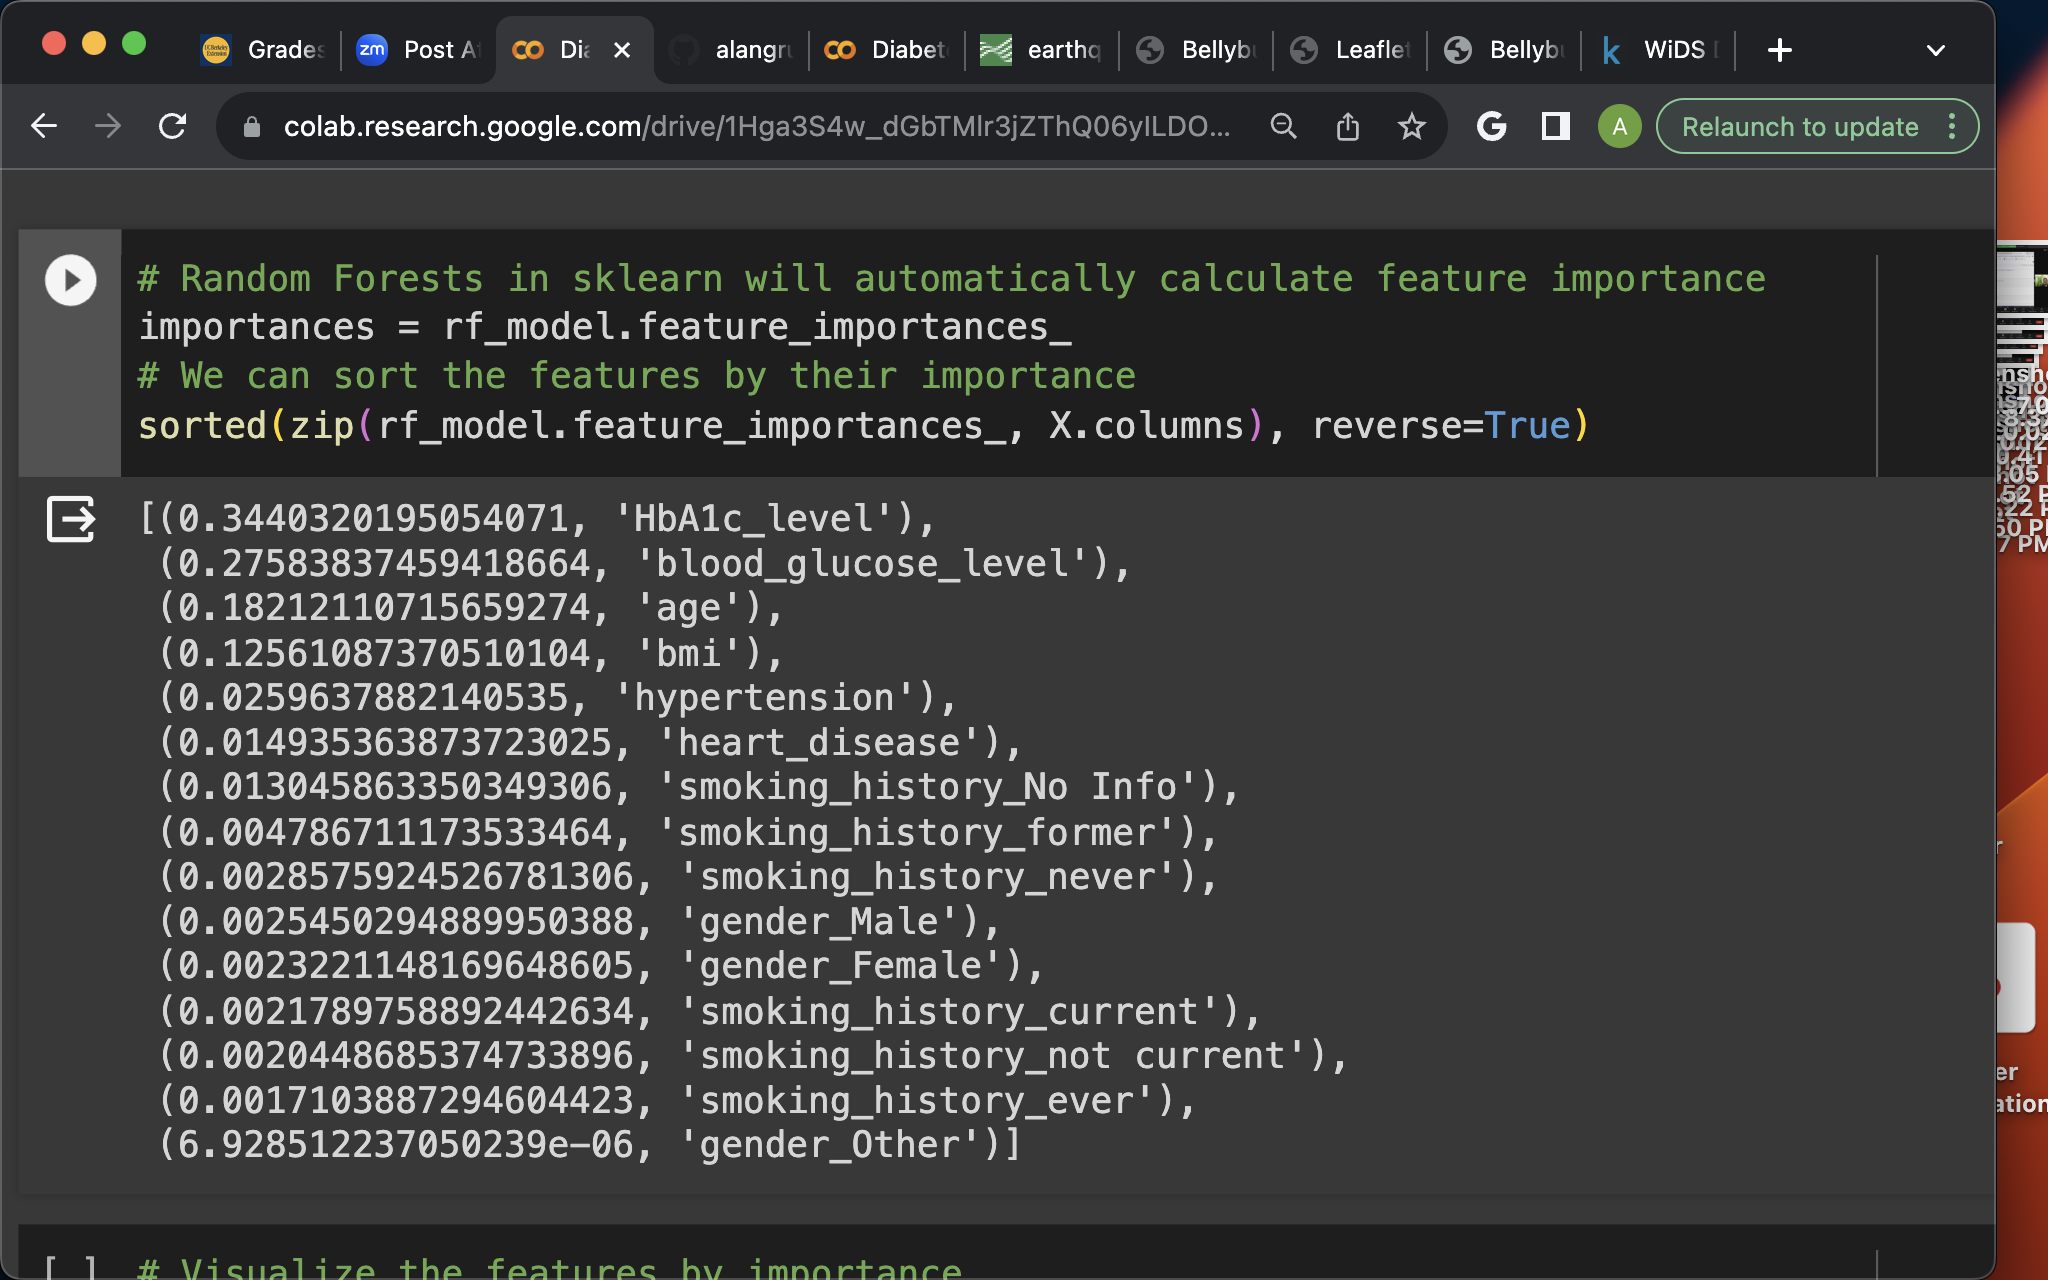 Grades
Post A
Dia
alangru
Diabet
earthq
Bellybu
Leaflet
Bellybu
WiDS
colab.research.google.com/drive/1Hga3S4w_dGbTMIr3jZThQ06yILDO...
A
Relaunch to update
# Random Forests in sklearn will automatically calculate feature importance
importances = rf_model.feature_importances_
# We can sort the features by their importance
sorted(zip(rf_model.feature_importances_, X.columns), reverse=True)
[(0.3440320195054071, 'HbA1c_level'),
(0.27583837459418664, 'blood_glucose_level'),
(0.18212110715659274, 'age'),
(0.12561087370510104, 'bmi'),
(0.0259637882140535, 'hypertension'),
(0.014935363873723025, 'heart_disease'),
(0.013045863350349306, 'smoking_history_No Info'),
(0.004786711173533464, 'smoking_history_former'),
(0.0028575924526781306, 'smoking_history_never'),
(0.0025450294889950388, 'gender_Male'),
(0.0023221148169648605, 'gender_Female'),
(0.0021789758892442634, 'smoking_history_current'),
(0.0020448685374733896, 'smoking_history_not current'),
(0.0017103887294604423, 'smoking_history_ever'),
(6.928512237050239e-06, 'gender_Other')]
[ ] # Visualize the features by importance